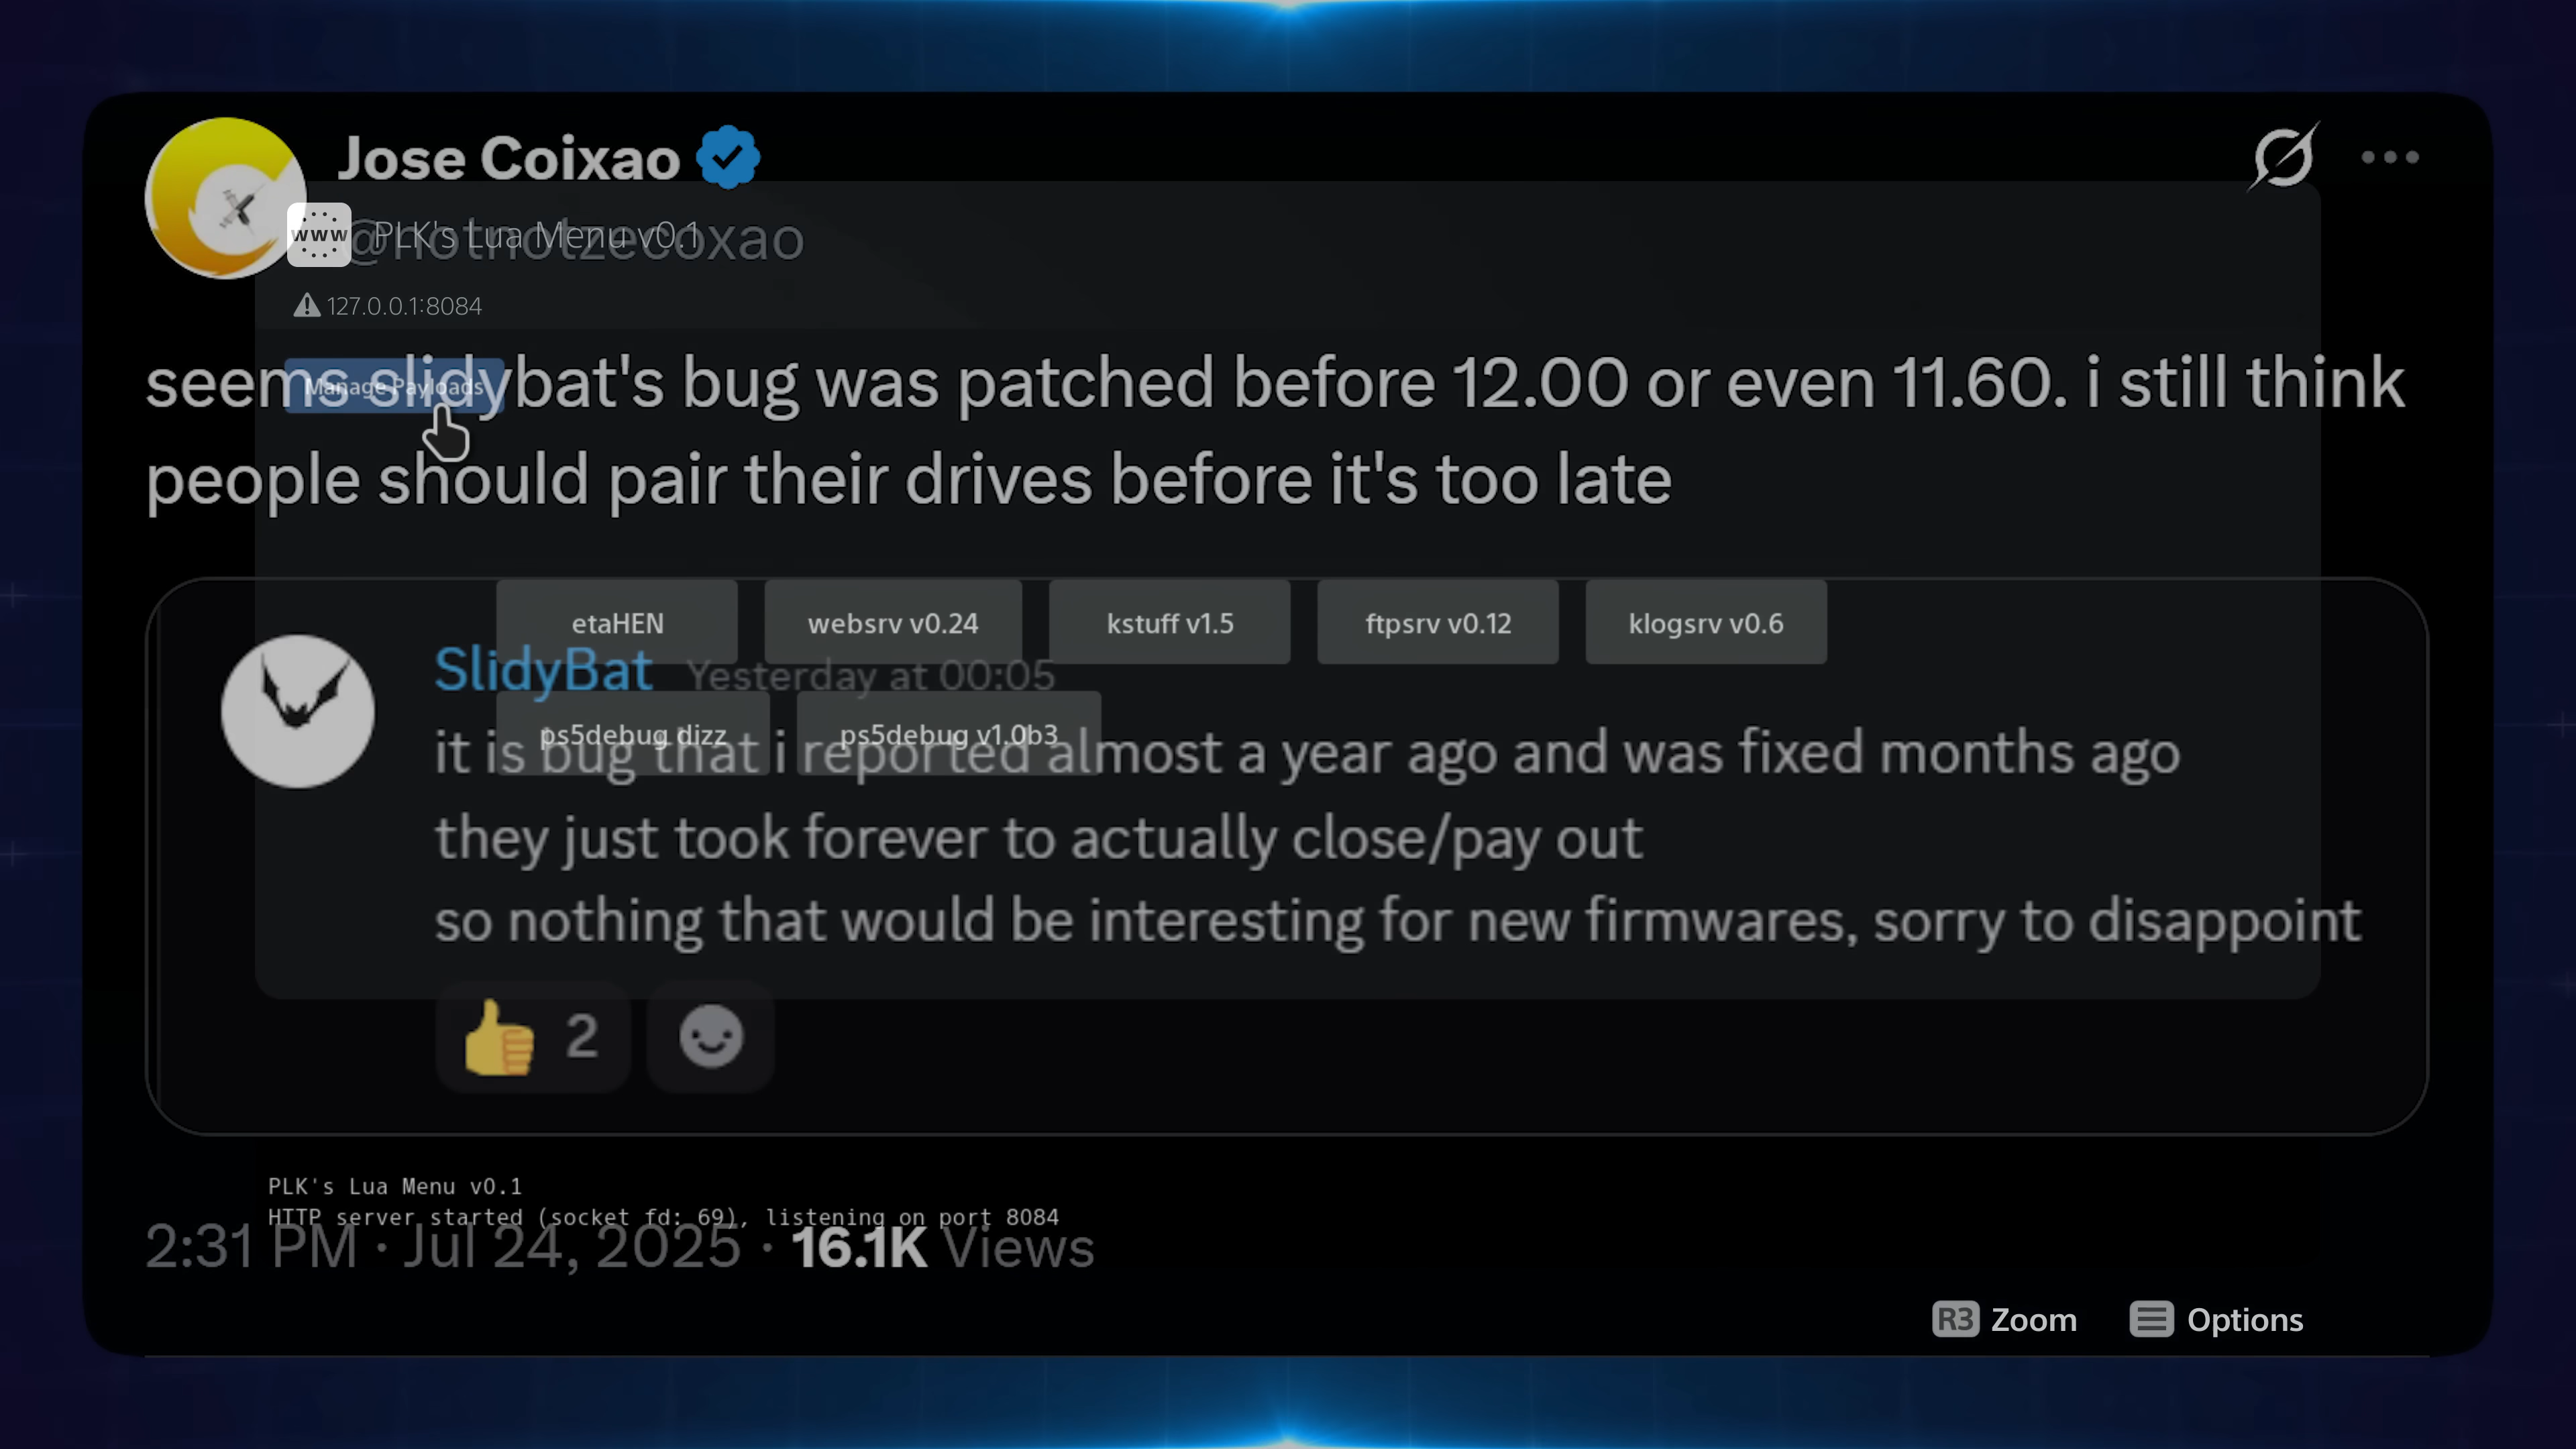 Jose Coixao
@notnotzecoxao
www
PLK's Lua Menu v0.1
127.0.0.1:8084
Manage Payloads
seems slidybat's bug was patched before 12.00 or even 11.60. i still think
people should pair their drives before it's too late
etaHEN
websrv v0.24
kstuff v1.5
ftpsrv v0.12
klogsrv v0.6
SlidyBat Yesterday at 00:05
ps5debug dizz
ps5debug v1.0b3
it is bug that i reported almost a year ago and was fixed months ago
they just took forever to actually close/pay out
so nothing that would be interesting for new firmwares, sorry to disappoint
2
PLK's Lua Menu v0.1
HTTP server started (socket fd: 69), listening on port 8084
2:31 PM · Jul 24, 2025 · 16.1K Views
R3 Zoom
Options